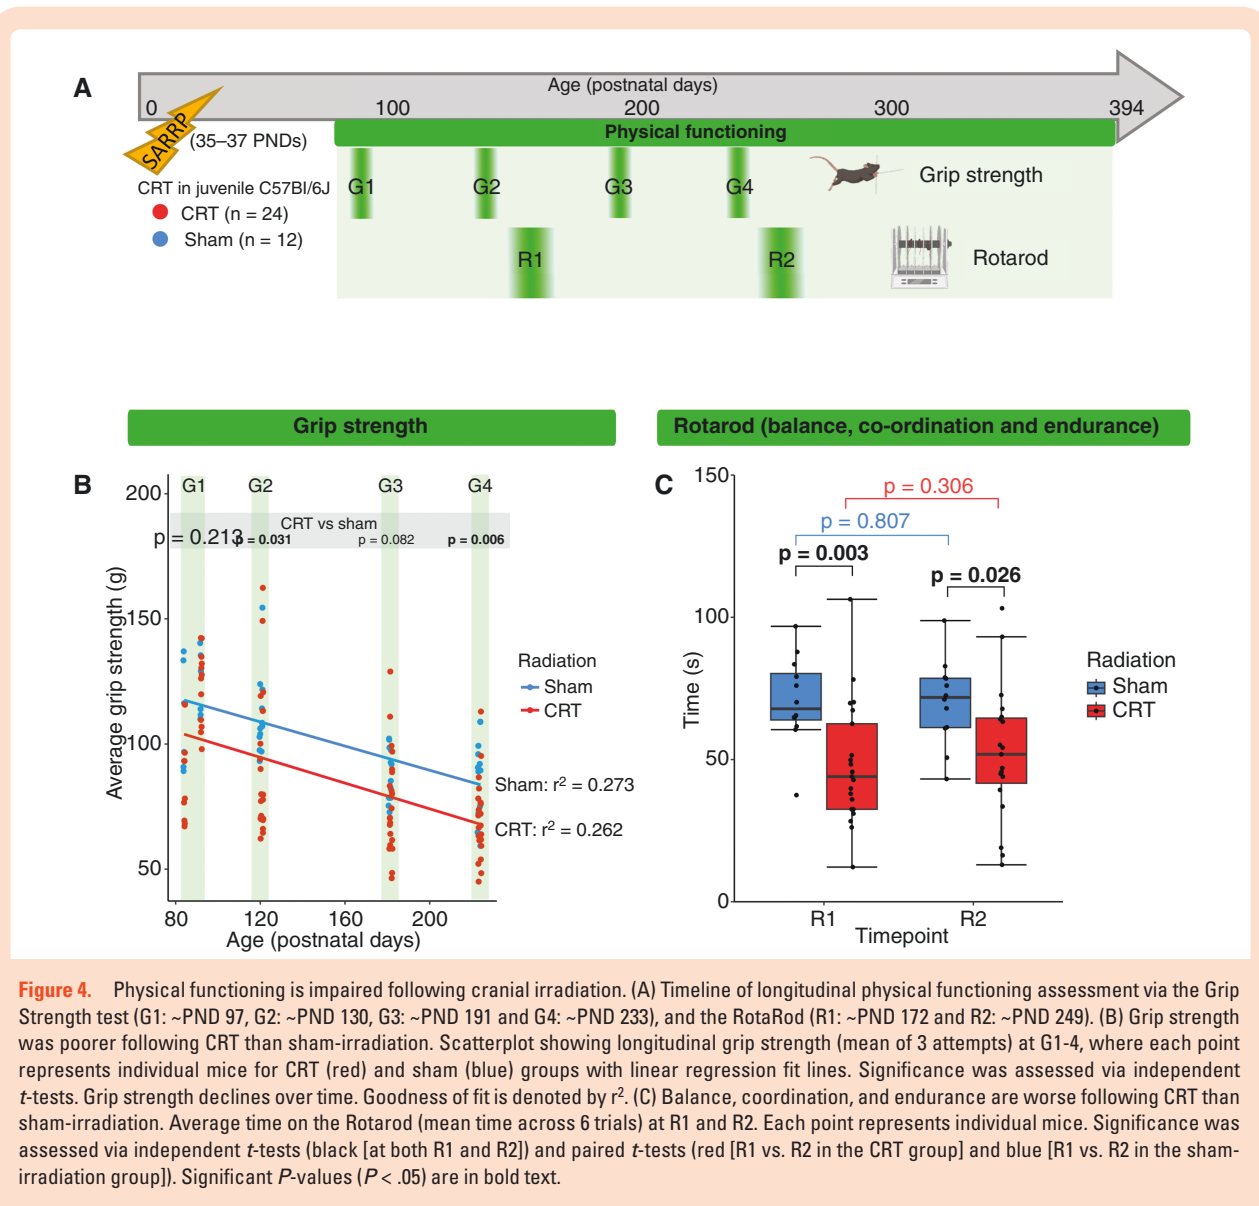 A
Age (postnatal days)
0 100 200 300 394
SARRP
(35–37 PNDs)
Physical functioning
CRT in juvenile C57Bl/6J
CRT (n = 24)
Sham (n = 12)
G1 G2 G3 G4
Grip strength
R1 R2
Rotarod
Grip strength
B
G1 G2 G3 G4
CRT vs sham
p = 0.213 p = 0.031 p = 0.082 p = 0.006
200
150
100
50
Average grip strength (g)
80 120 160 200
Age (postnatal days)
Radiation
Sham
CRT
Sham: r² = 0.273
CRT: r² = 0.262
Rotarod (balance, co-ordination and endurance)
C
150
100
50
0
Time (s)
p = 0.306
p = 0.807
p = 0.003
p = 0.026
R1 R2
Timepoint
Radiation
Sham
CRT
Figure 4. Physical functioning is impaired following cranial irradiation. (A) Timeline of longitudinal physical functioning assessment via the Grip
Strength test (G1: ~PND 97, G2: ~PND 130, G3: ~PND 191 and G4: ~PND 233), and the RotaRod (R1: ~PND 172 and R2: ~PND 249). (B) Grip strength
was poorer following CRT than sham-irradiation. Scatterplot showing longitudinal grip strength (mean of 3 attempts) at G1-4, where each point
represents individual mice for CRT (red) and sham (blue) groups with linear regression fit lines. Significance was assessed via independent
t-tests. Grip strength declines over time. Goodness of fit is denoted by r². (C) Balance, coordination, and endurance are worse following CRT than
sham-irradiation. Average time on the Rotarod (mean time across 6 trials) at R1 and R2. Each point represents individual mice. Significance was
assessed via independent t-tests (black [at both R1 and R2]) and paired t-tests (red [R1 vs. R2 in the CRT group] and blue [R1 vs. R2 in the sham-
irradiation group]). Significant P-values (P < .05) are in bold text.